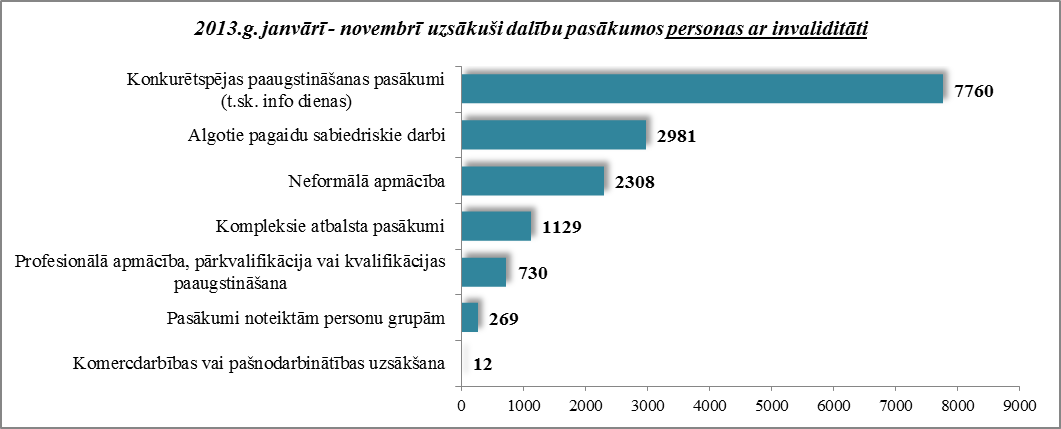 2013.g. janvārī - novembrī uzsākuši dalību pasākumos personas ar invaliditāti
Konkurētspējas paaugstināšanas pasākumi
(t.sk. info dienas)
7760
Algotie pagaidu sabiedriskie darbi
2981
Neformālā apmācība
2308
Kompleksie atbalsta pasākumi
1129
Profesionālā apmācība, pārkvalifikācija vai kvalifikācijas
paaugstināšana
730
Pasākumi noteiktām personu grupām
269
Komercdarbības vai pašnodarbinātības uzsākšana
12
0 1000 2000 3000 4000 5000 6000 7000 8000 9000